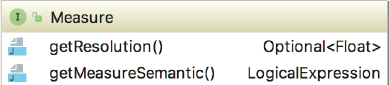 I Measure
getResolution() Optional<Float>
getMeasureSemantic() LogicalExpression